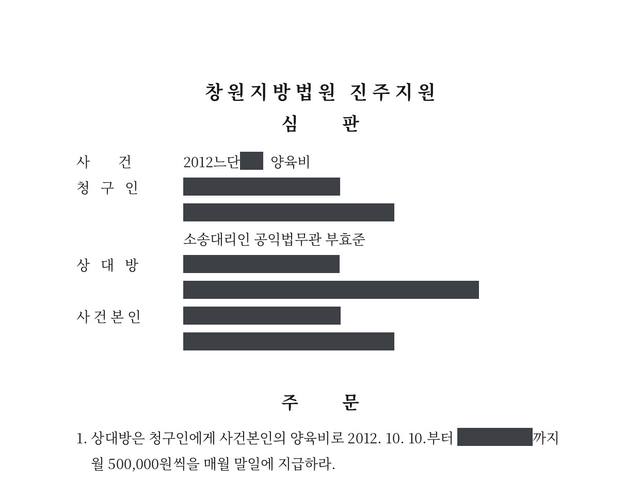 창원지방법원 진주지원
심 판
사 건 2012느단 양육비
청 구 인
소송대리인 공익법무관 부효준
상 대 방
사건본인
주 문
1. 상대방은 청구인에게 사건본인의 양육비로 2012. 10. 10.부터 까지
월 500,000원씩을 매월 말일에 지급하라.